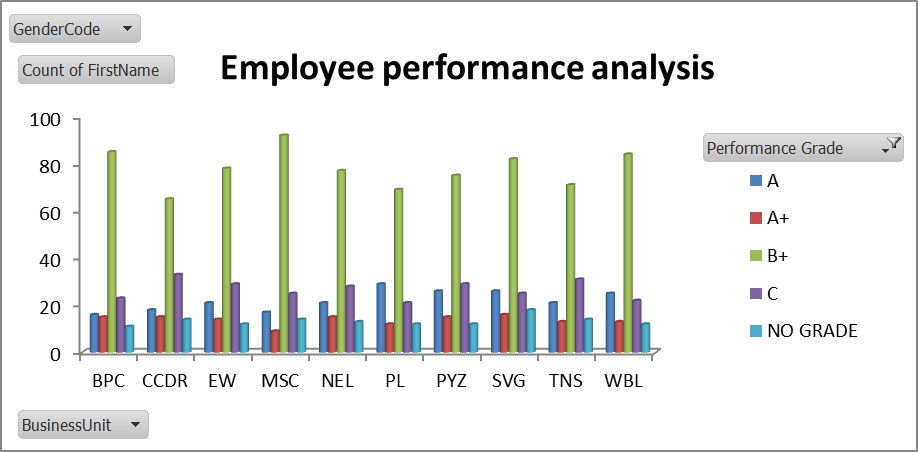 GenderCode
Count of FirstName
Employee performance analysis
100
80
60
40
20
0
BPC CCDR EW MSC NEL PL PYZ SVG TNS WBL
Performance Grade
A
A+
B+
C
NO GRADE
BusinessUnit